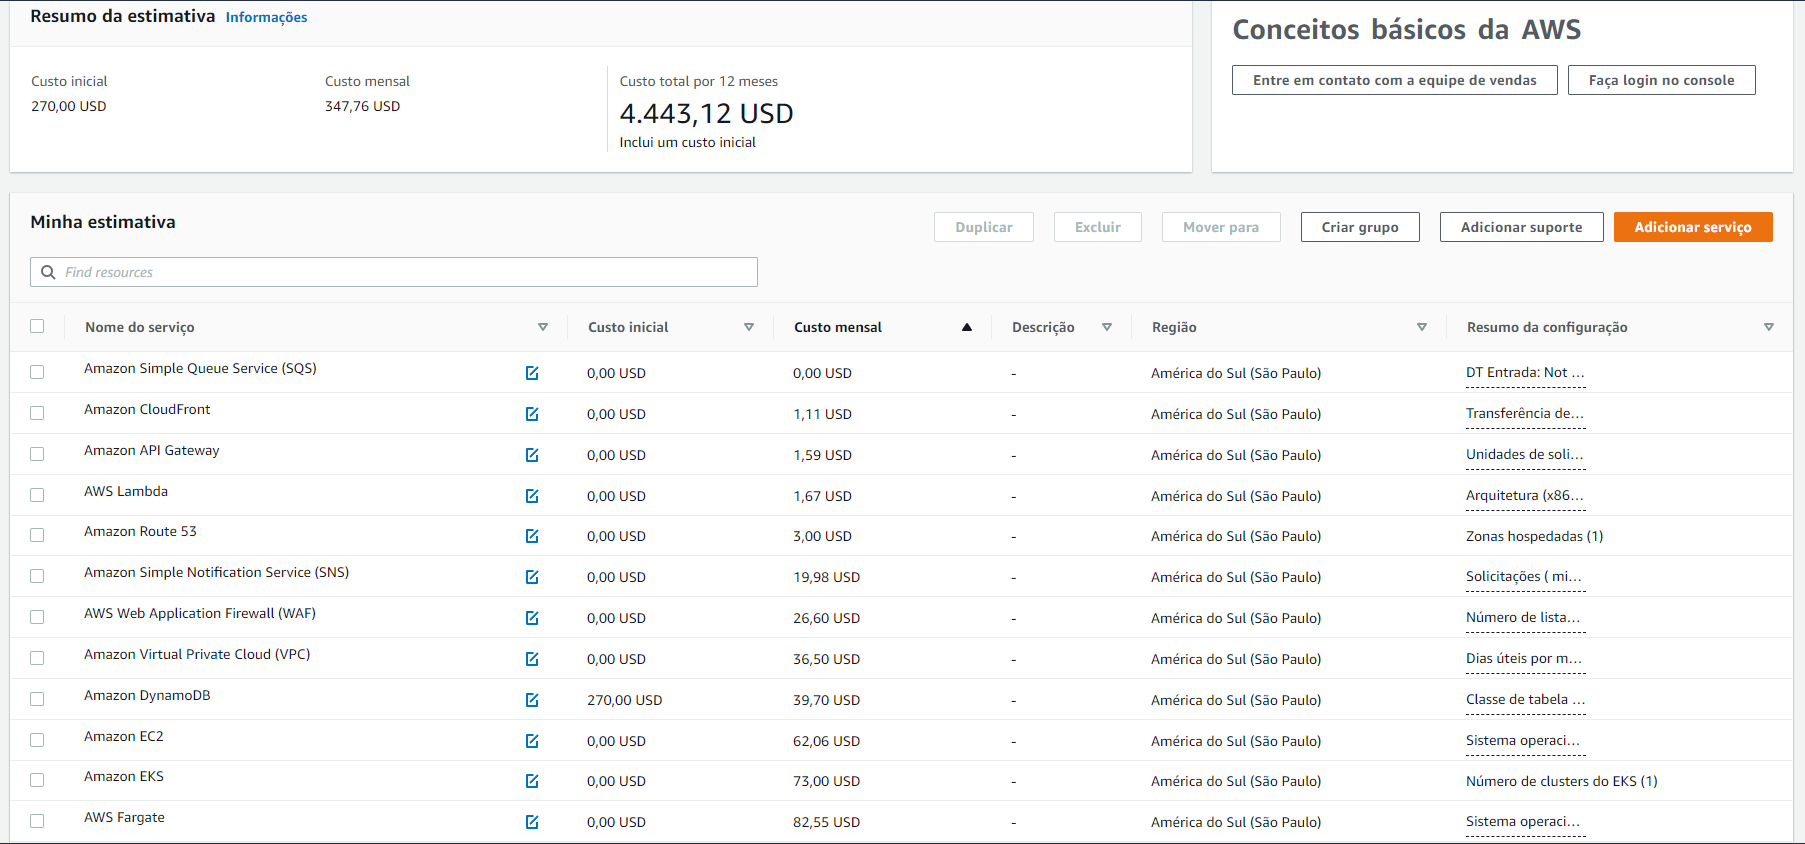 Resumo da estimativa Informações
Custo inicial Custo mensal Custo total por 12 meses
270,00 USD 347,76 USD 4.443,12 USD
Inclui um custo inicial
Conceitos básicos da AWS
Entre em contato com a equipe de vendas Faça login no console
Minha estimativa Duplicar Excluir Mover para Criar grupo Adicionar suporte Adicionar serviço
Find resources
Nome do serviço Custo inicial Custo mensal Descrição Região Resumo da configuração
Amazon Simple Queue Service (SQS) 0,00 USD 0,00 USD - América do Sul (São Paulo) DT Entrada: Not ...
Amazon CloudFront 0,00 USD 1,11 USD - América do Sul (São Paulo) Transferência de...
Amazon API Gateway 0,00 USD 1,59 USD - América do Sul (São Paulo) Unidades de soli...
AWS Lambda 0,00 USD 1,67 USD - América do Sul (São Paulo) Arquitetura (x86...
Amazon Route 53 0,00 USD 3,00 USD - América do Sul (São Paulo) Zonas hospedadas (1)
Amazon Simple Notification Service (SNS) 0,00 USD 19,98 USD - América do Sul (São Paulo) Solicitações ( mi...
AWS Web Application Firewall (WAF) 0,00 USD 26,60 USD - América do Sul (São Paulo) Número de lista...
Amazon Virtual Private Cloud (VPC) 0,00 USD 36,50 USD - América do Sul (São Paulo) Dias úteis por m...
Amazon DynamoDB 270,00 USD 39,70 USD - América do Sul (São Paulo) Classe de tabela ...
Amazon EC2 0,00 USD 62,06 USD - América do Sul (São Paulo) Sistema operaci...
Amazon EKS 0,00 USD 73,00 USD - América do Sul (São Paulo) Número de clusters do EKS (1)
AWS Fargate 0,00 USD 82,55 USD - América do Sul (São Paulo) Sistema operaci...